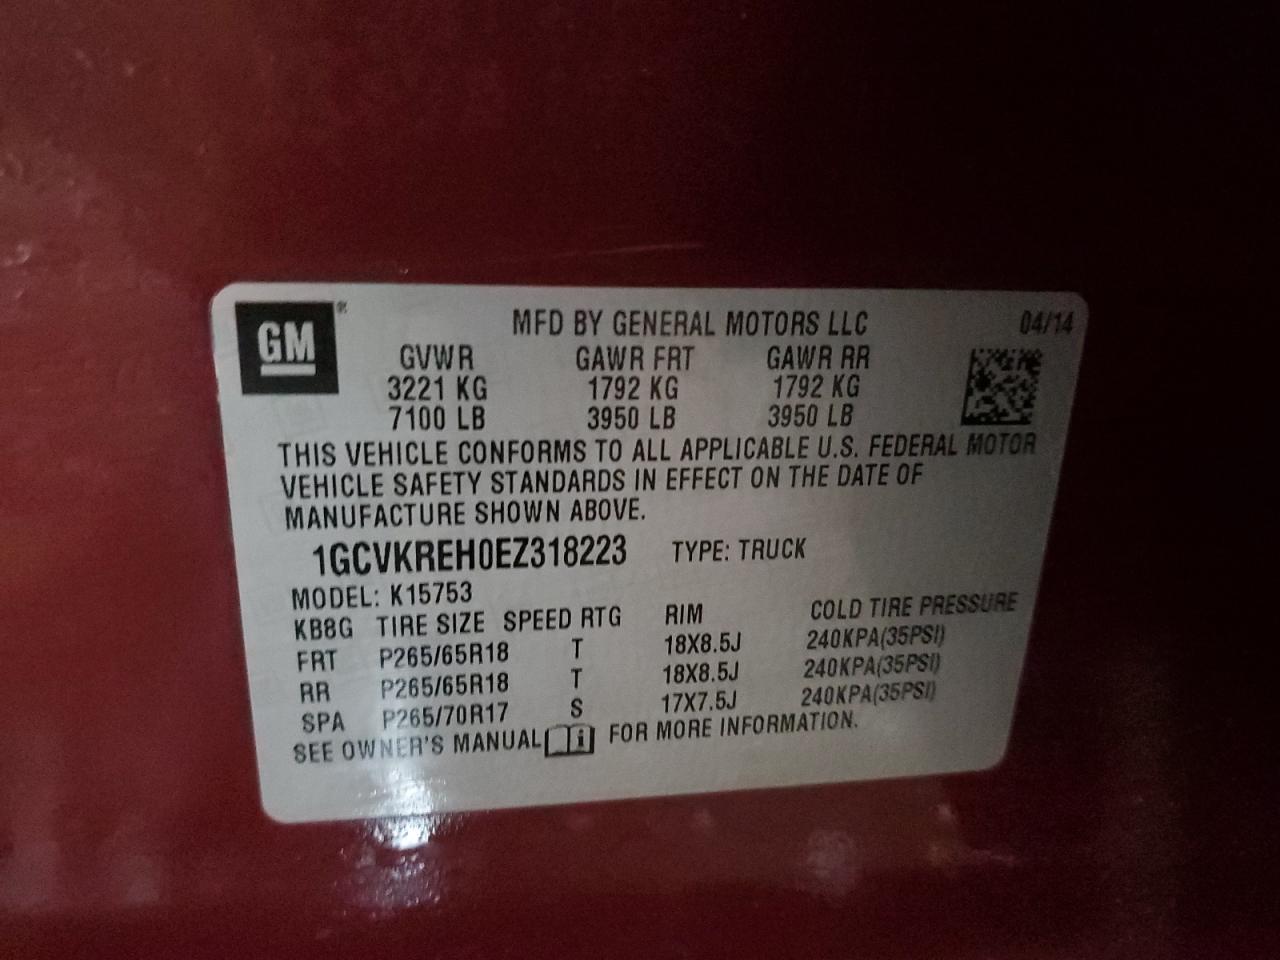 GM®
MFD BY GENERAL MOTORS LLC 04/14
GVWR GAWR FRT GAWR RR
3221 KG 1792 KG 1792 KG
7100 LB 3950 LB 3950 LB
THIS VEHICLE CONFORMS TO ALL APPLICABLE U.S. FEDERAL MOTOR
VEHICLE SAFETY STANDARDS IN EFFECT ON THE DATE OF
MANUFACTURE SHOWN ABOVE.
1GCVKREH0EZ318223 TYPE: TRUCK
MODEL: K15753
KB8G TIRE SIZE SPEED RTG RIM COLD TIRE PRESSURE
FRT P265/65R18 T 18X8.5J 240KPA(35PSI)
RR P265/65R18 T 18X8.5J 240KPA(35PSI)
SPA P265/70R17 S 17X7.5J 240KPA(35PSI)
SEE OWNER'S MANUAL i FOR MORE INFORMATION.